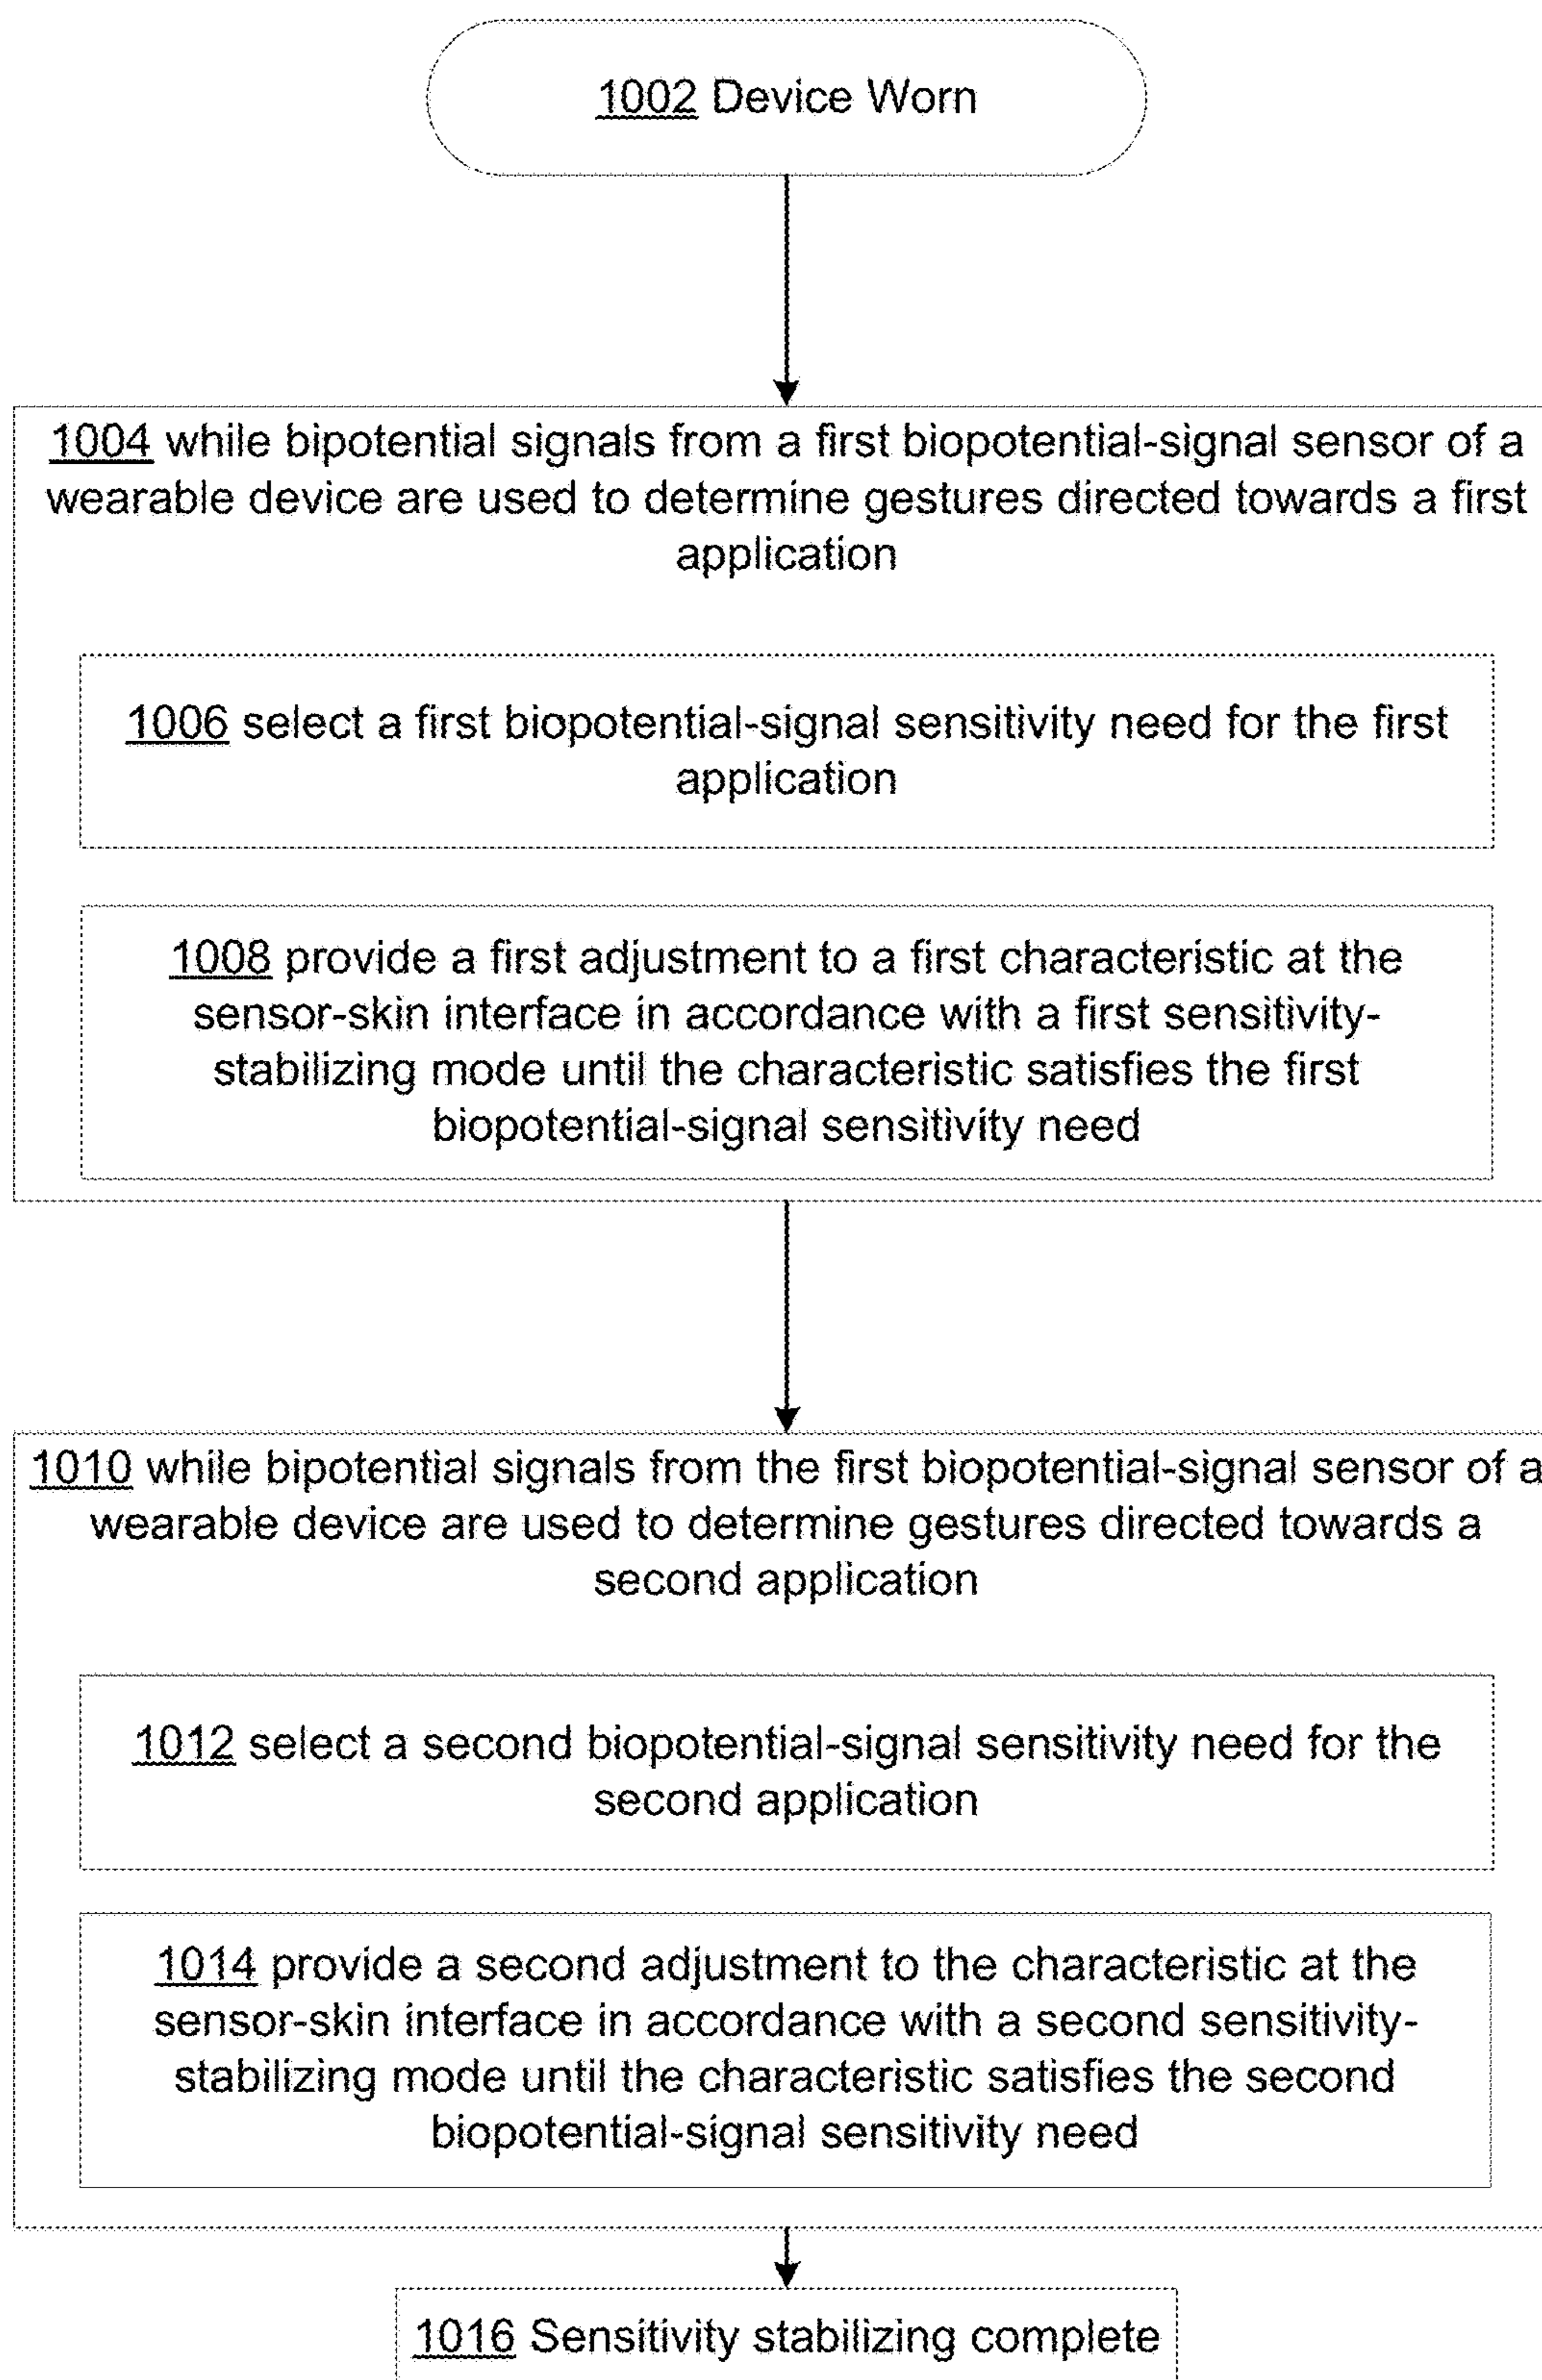 1002 Device Worn
1004 while bipotential signals from a first biopotential-signal sensor of a
wearable device are used to determine gestures directed towards a first
application
1006 select a first biopotential-signal sensitivity need for the first
application
1008 provide a first adjustment to a first characteristic at the
sensor-skin interface in accordance with a first sensitivity-
stabilizing mode until the characteristic satisfies the first
biopotential-signal sensitivity need
1010 while bipotential signals from the first biopotential-signal sensor of a
wearable device are used to determine gestures directed towards a
second application
1012 select a second biopotential-signal sensitivity need for the
second application
1014 provide a second adjustment to the characteristic at the
sensor-skin interface in accordance with a second sensitivity-
stabilizing mode until the characteristic satisfies the second
biopotential-signal sensitivity need
1016 Sensitivity stabilizing complete